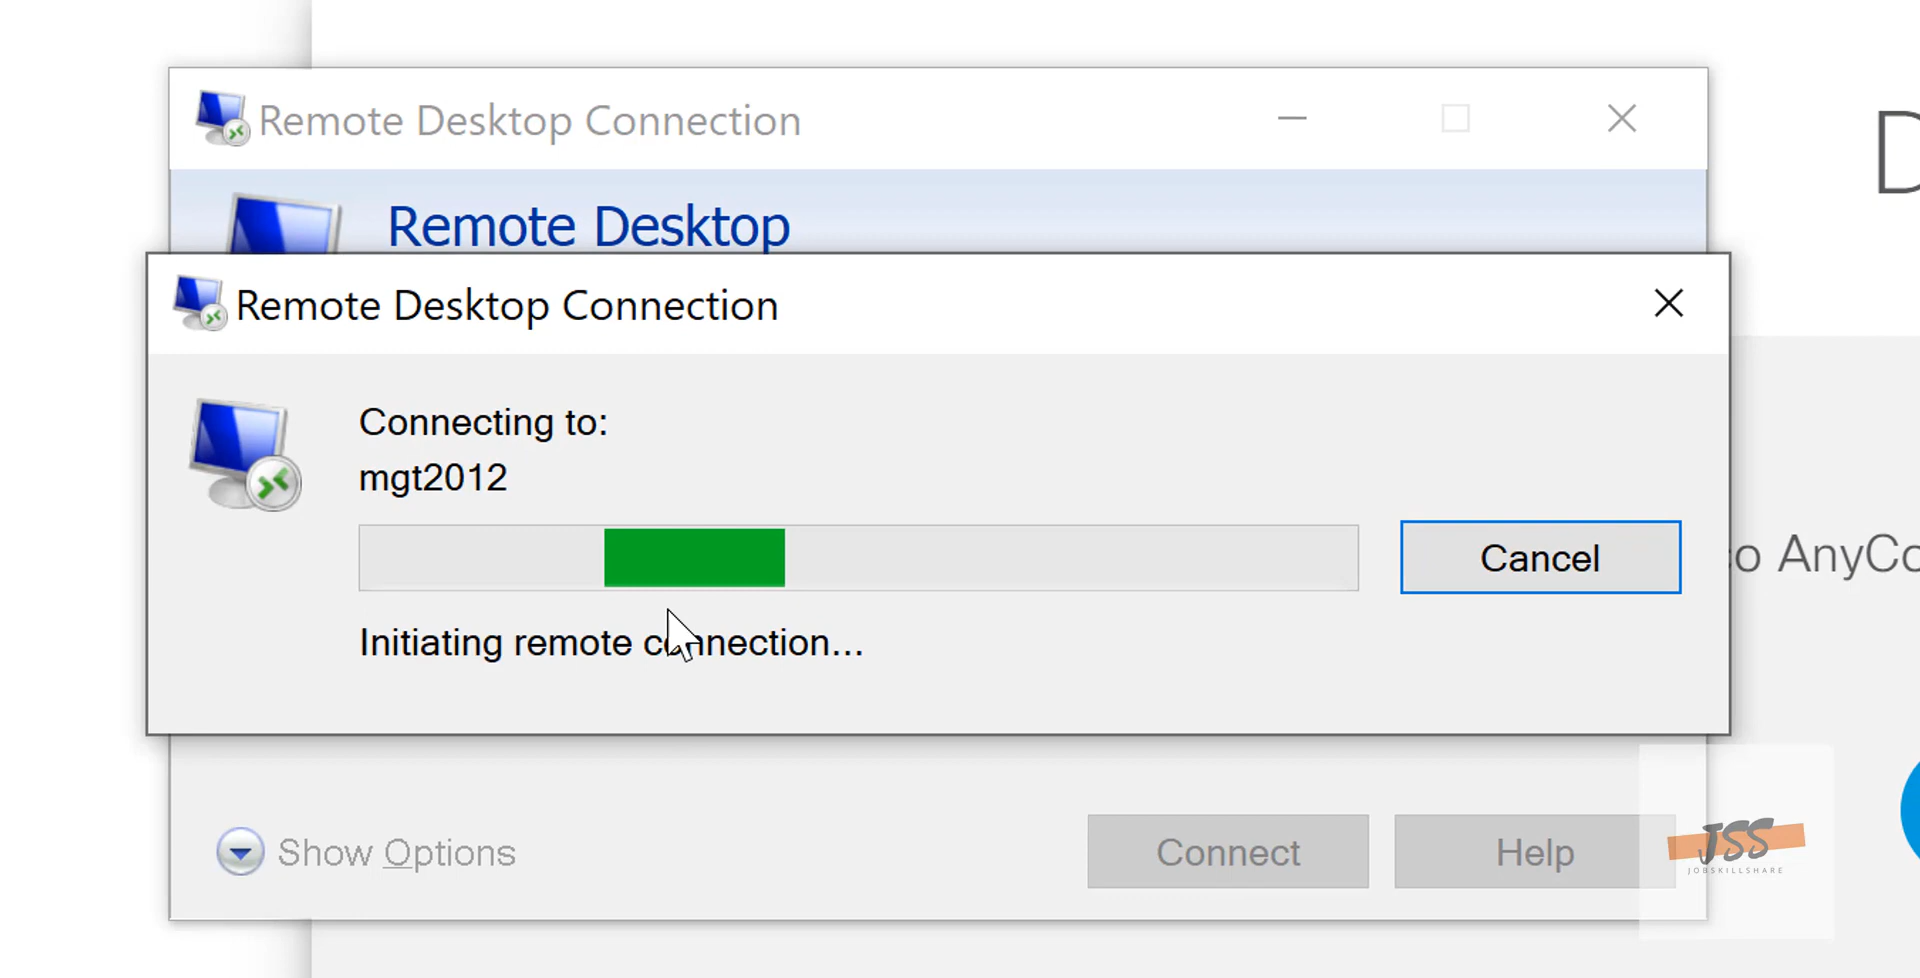 Remote Desktop Connection
D
Remote Desktop
Remote Desktop Connection
Connecting to:
mgt2012
Cancel
co AnyCo
Initiating remote connection...
Show Options
Connect
Help
JSS
JOBSKILLSHARE